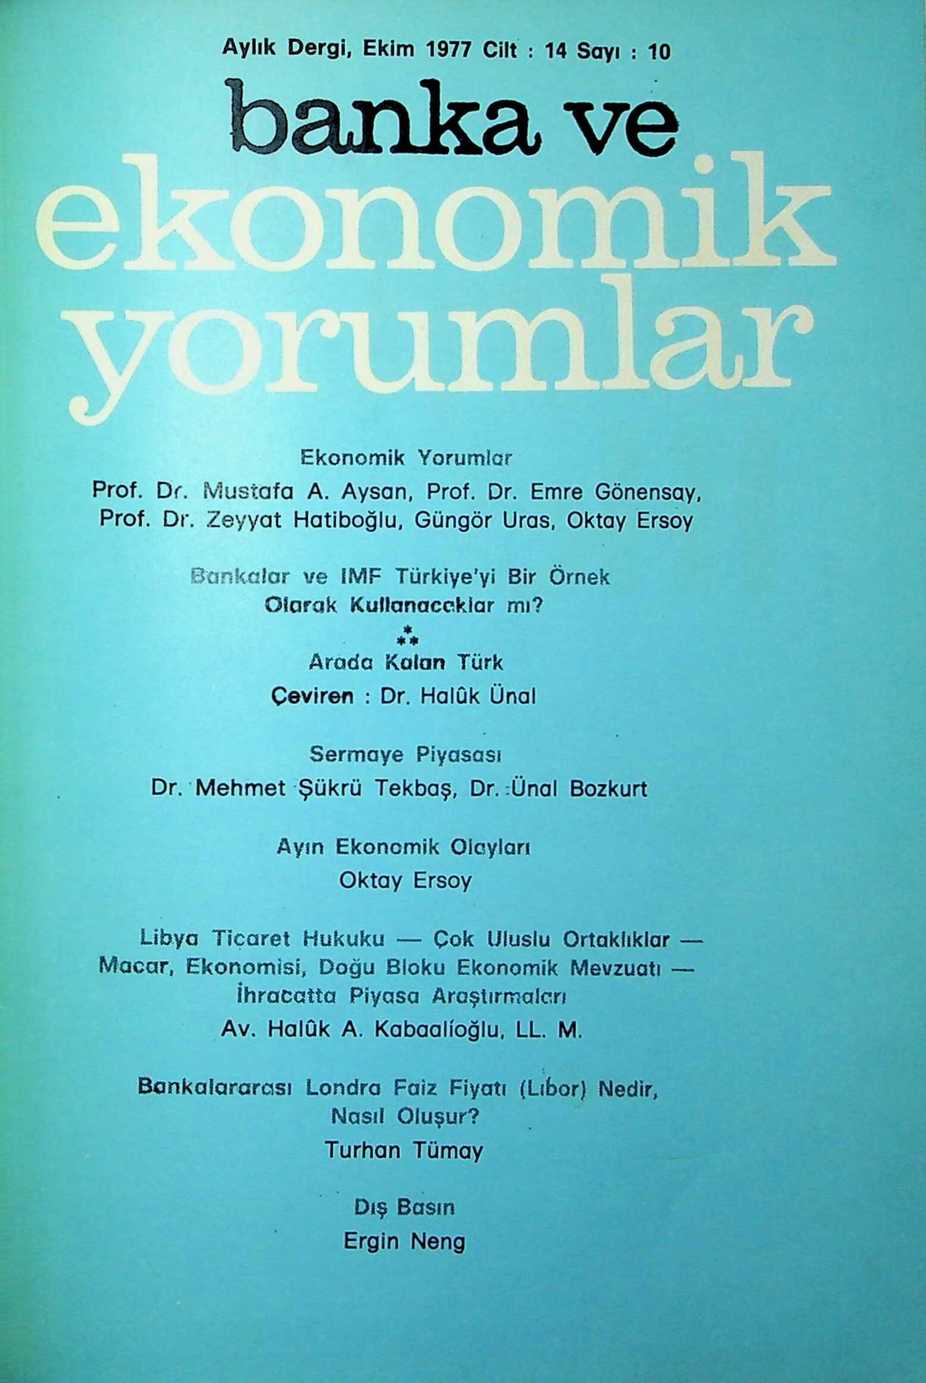 Aylık Dergi, Ekim 1977 Cilt : 14 Sayı : 10
banka ve
ekonomik
yorumlar
Ekonomik Yorumlar
Prof. Dr. Mustafa A. Aysan, Prof. Dr. Emre Gönensay,
Prof. Dr. Zeyyat Hatiboğlu, Güngör Uras, Oktay Ersoy
Bankalar ve IMF Türkiye'yi Bir Örnek
Olarak Kullanacaklar mı?
***
Arada Kalan Türk
Çeviren : Dr. Halûk Ünal
Sermaye Piyasası
Dr. Mehmet Şükrü Tekbaş, Dr. Ünal Bozkurt
Ayın Ekonomik Olayları
Oktay Ersoy
Libya Ticaret Hukuku — Çok Uluslu Ortaklıklar —
Macar, Ekonomisi, Doğu Bloku Ekonomik Mevzuatı —
İhracatta Piyasa Araştırmaları
Av. Halûk A. Kabaalioğlu, LL. M.
Bankalararası Londra Faiz Fiyatı (Libor) Nedir,
Nasıl Oluşur?
Turhan Tümay
Dış Basın
Ergin Neng